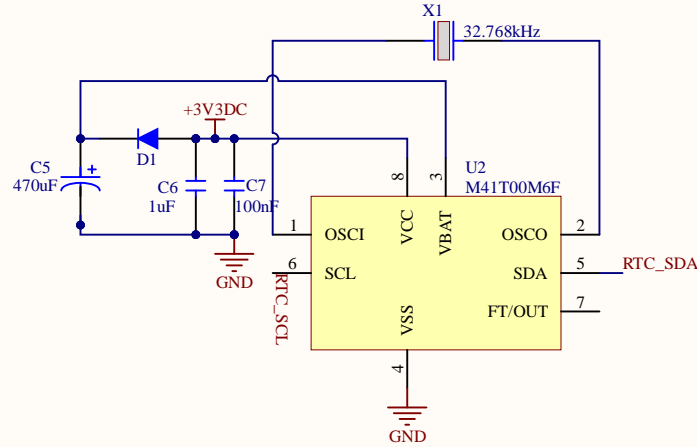 X1
32.768kHz
+3V3DC
D1
C5
470uF
+
C6
1uF
C7
100nF
GND
U2
M41T00M6F
8
3
VCC
VBAT
1
OSCI
OSCO
2
6
SCL
SDA
5
RTC_SDA
RTC_SCL
FT/OUT
7
VSS
4
GND